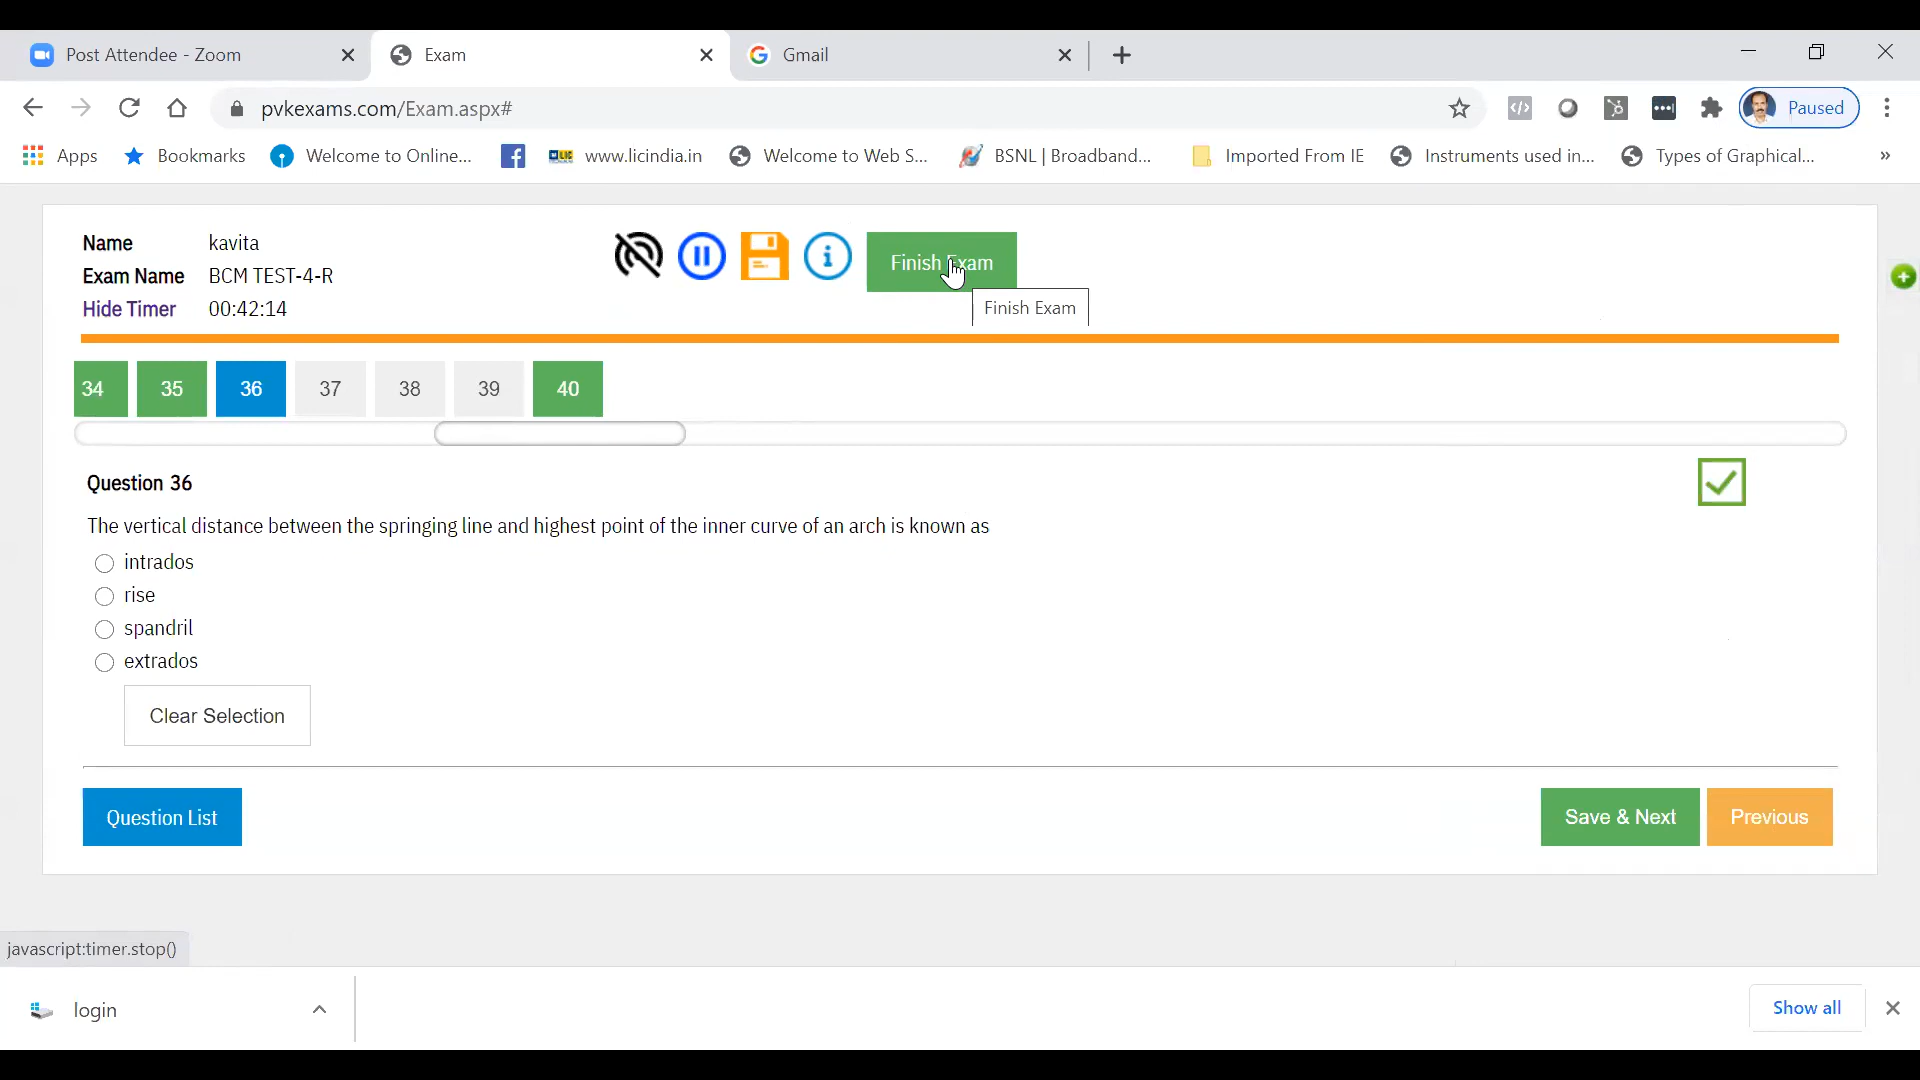 Post Attendee - Zoom
Exam
Gmail
pvkexams.com/Exam.aspx#
Paused
Apps
Bookmarks
Welcome to Online...
LIC
www.licindia.in
Welcome to Web S...
BSNL | Broadband...
Imported From IE
Instruments used in...
Types of Graphical...
»
Name kavita
Exam Name BCM TEST-4-R
Hide Timer 00:42:14
Finish Exam
Finish Exam
34 35 36 37 38 39 40
Question 36
The vertical distance between the springing line and highest point of the inner curve of an arch is known as
intrados
rise
spandril
extrados
Clear Selection
Question List
Save & Next
Previous
javascript:timer.stop()
login
Show all